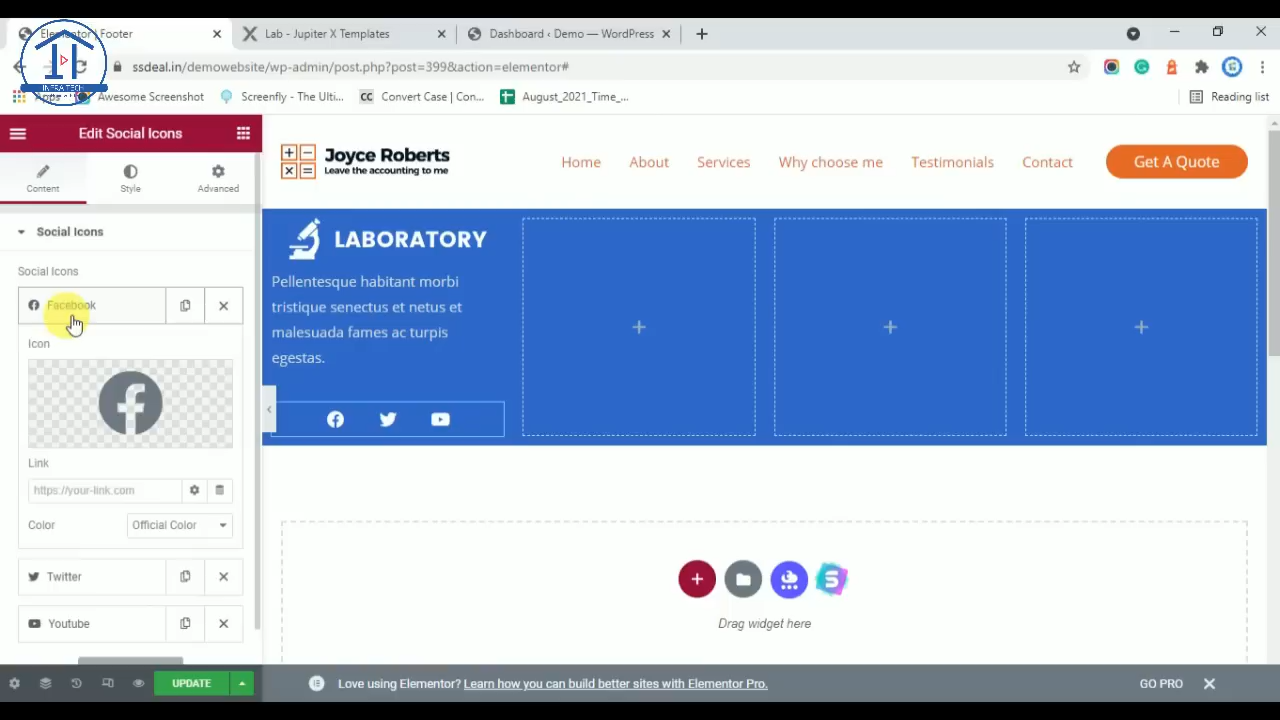 Elementor | Footer
Lab - Jupiter X Templates
Dashboard ‹ Demo — WordPress
INFRATECH
ssdeal.in/demowebsite/wp-admin/post.php?post=399&action=elementor#
Apps
Awesome Screenshot
Screenfly - The Ulti...
CC
Convert Case | Con...
August_2021_Time_...
Reading list
Edit Social Icons
Content
Style
Advanced
Social Icons
Social Icons
Facebook
Icon
Link
https://your-link.com
Color
Official Color
Twitter
Youtube
UPDATE
Joyce Roberts
Leave the accounting to me
Home
About
Services
Why choose me
Testimonials
Contact
Get A Quote
LABORATORY
Pellentesque habitant morbi
tristique senectus et netus et
malesuada fames ac turpis
egestas.
Drag widget here
Love using Elementor? Learn how you can build better sites with Elementor Pro.
GO PRO